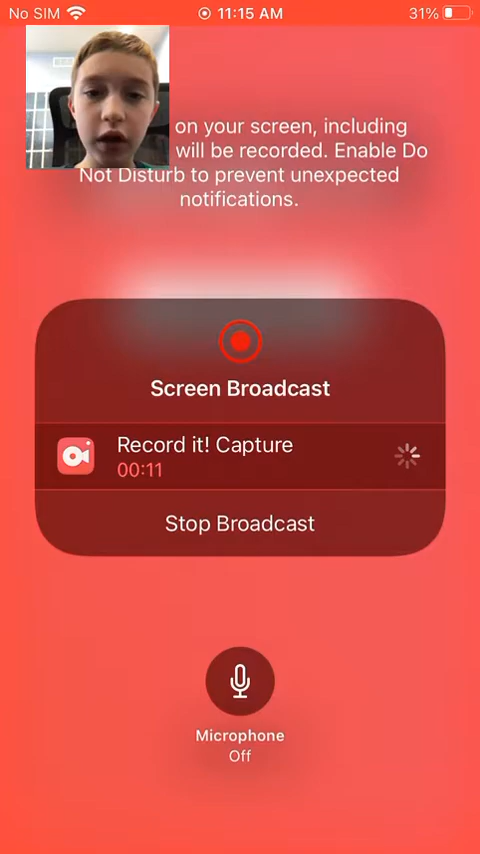 No SIM 11:15 AM 31%
on your screen, including
will be recorded. Enable Do
Not Disturb to prevent unexpected
notifications.
Screen Broadcast
Record it! Capture
00:11
Stop Broadcast
Microphone
Off